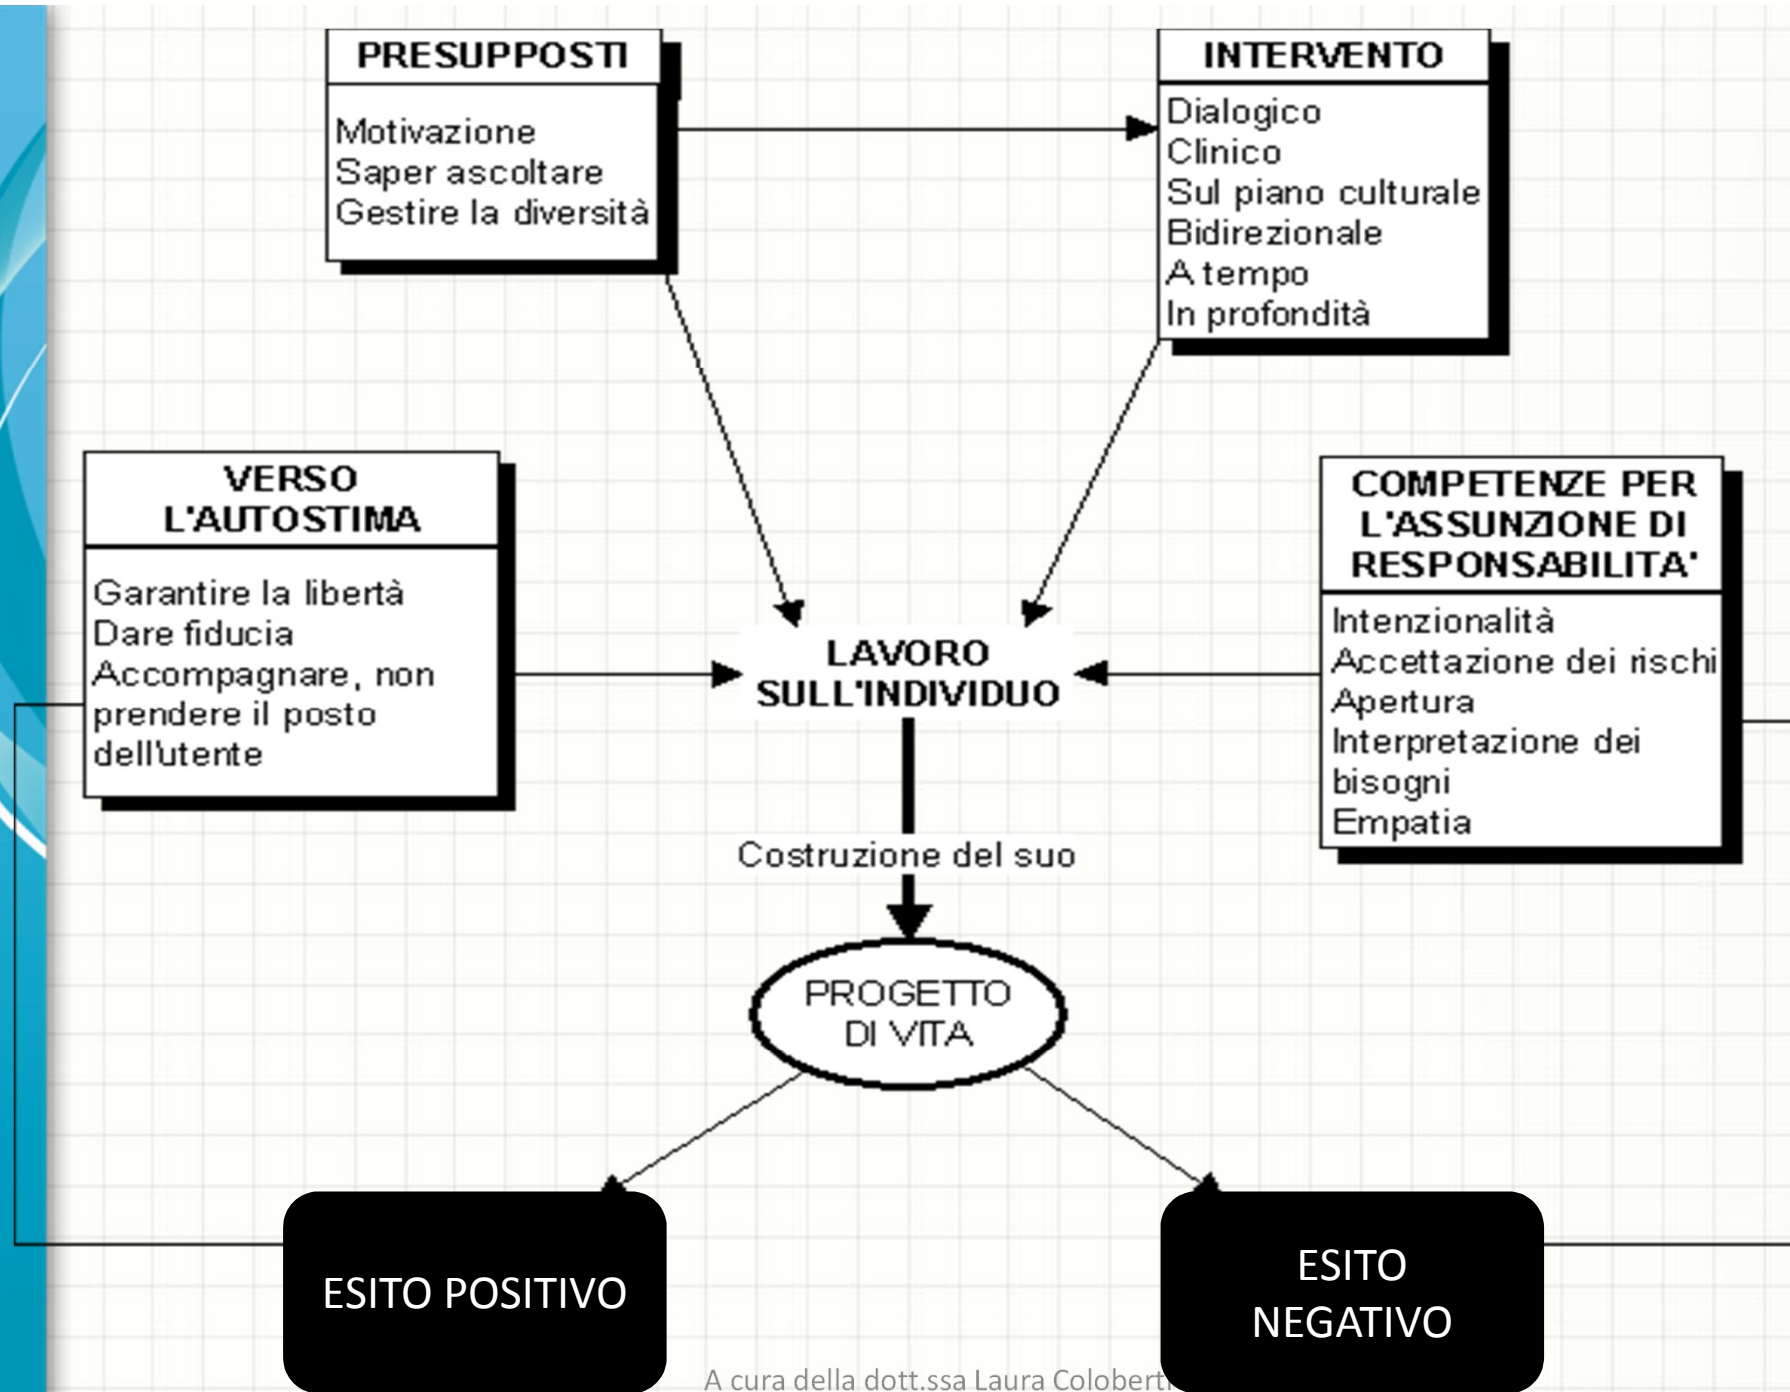 PRESUPPOSTI
Motivazione
Saper ascoltare
Gestire la diversità
INTERVENTO
Dialogico
Clinico
Sul piano culturale
Bidirezionale
A tempo
In profondità
VERSO
L'AUTOSTIMA
Garantire la libertà
Dare fiducia
Accompagnare, non
prendere il posto
dell'utente
LAVORO
SULL'INDIVIDUO
COMPETENZE PER
L'ASSUNZIONE DI
RESPONSABILITA'
Intenzionalità
Accettazione dei rischi
Apertura
Interpretazione dei
bisogni
Empatia
Costruzione del suo
PROGETTO
DI VITA
ESITO POSITIVO
ESITO
NEGATIVO
A cura della dott.ssa Laura Coloberti